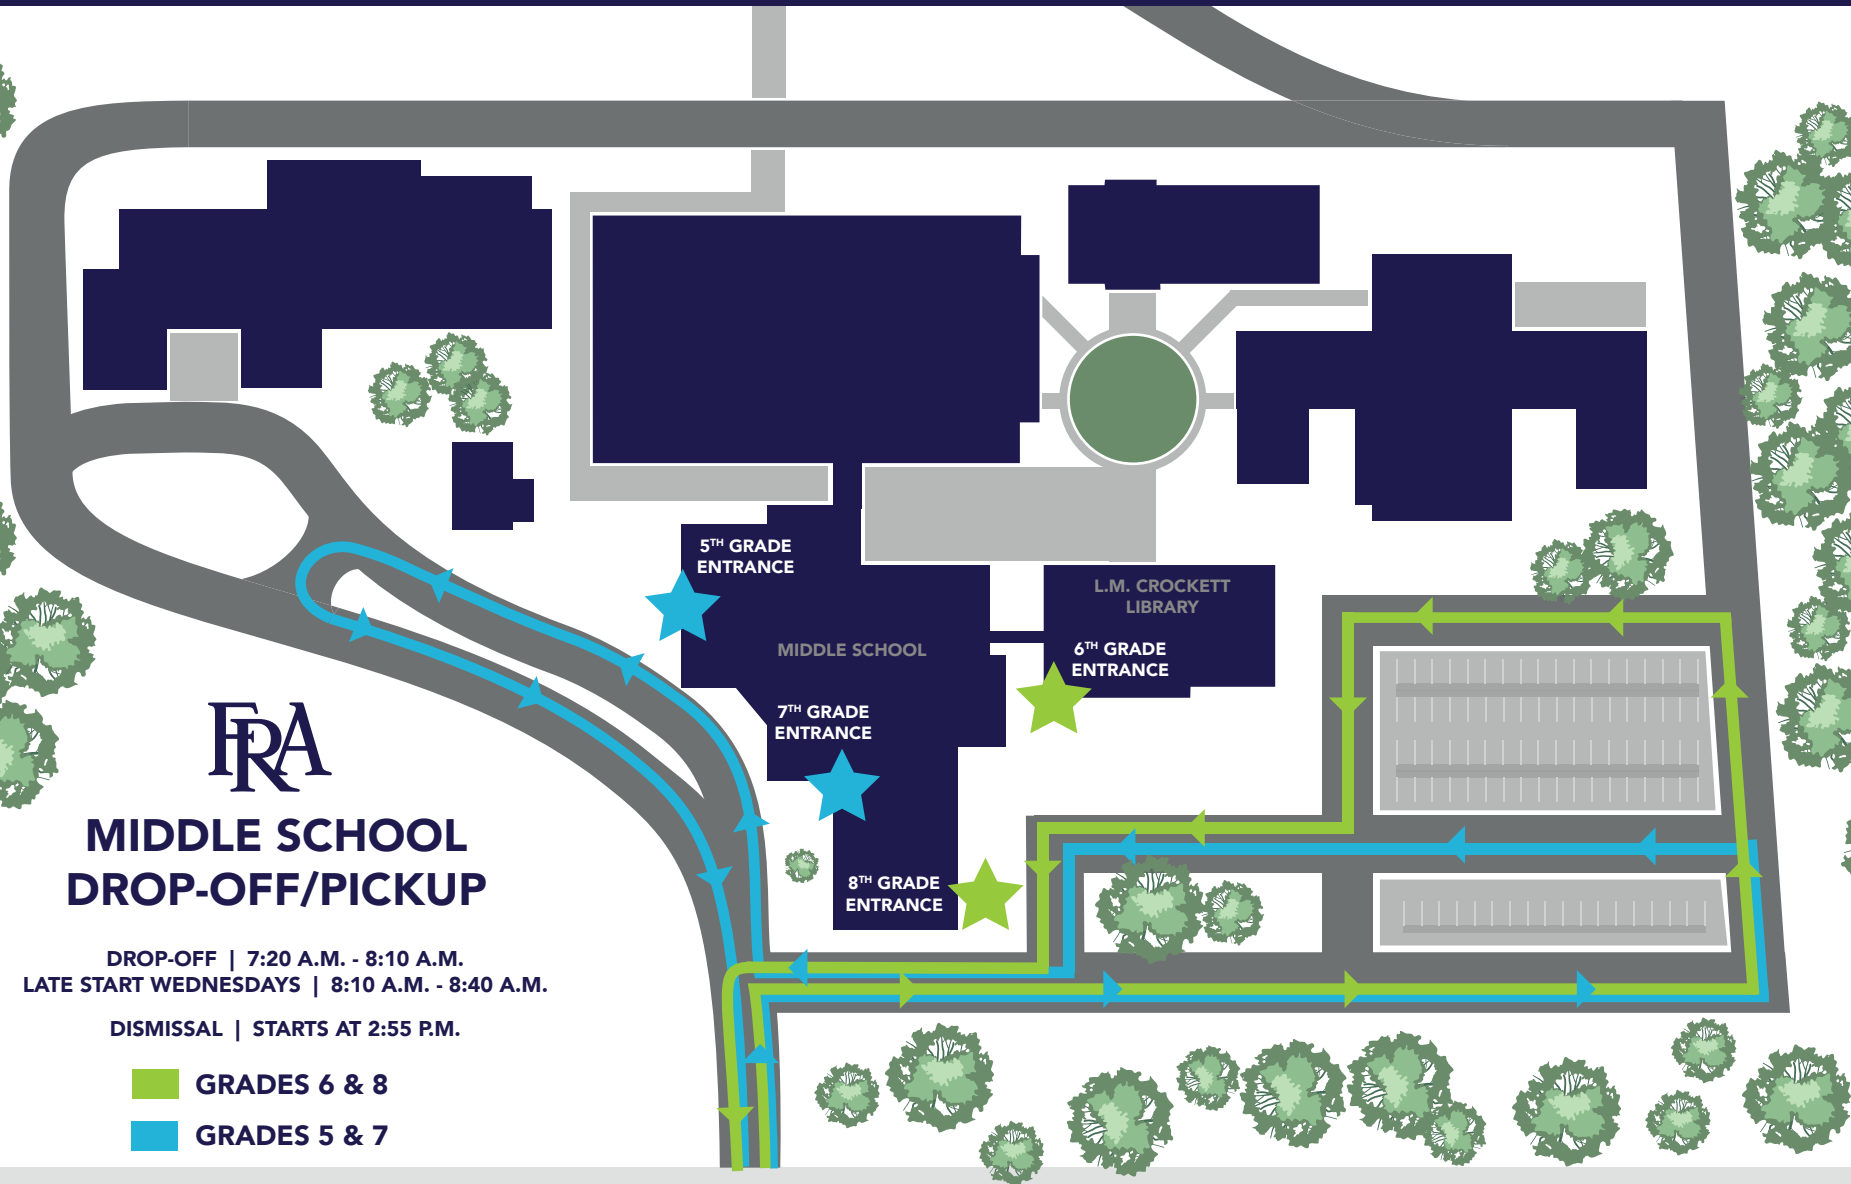 5TH GRADE
ENTRANCE
L.M. CROCKETT
LIBRARY
MIDDLE SCHOOL
6TH GRADE
ENTRANCE
7TH GRADE
ENTRANCE
8TH GRADE
ENTRANCE
FRA
MIDDLE SCHOOL
DROP-OFF/PICKUP
DROP-OFF | 7:20 A.M. - 8:10 A.M.
LATE START WEDNESDAYS | 8:10 A.M. - 8:40 A.M.
DISMISSAL | STARTS AT 2:55 P.M.
GRADES 6 & 8
GRADES 5 & 7